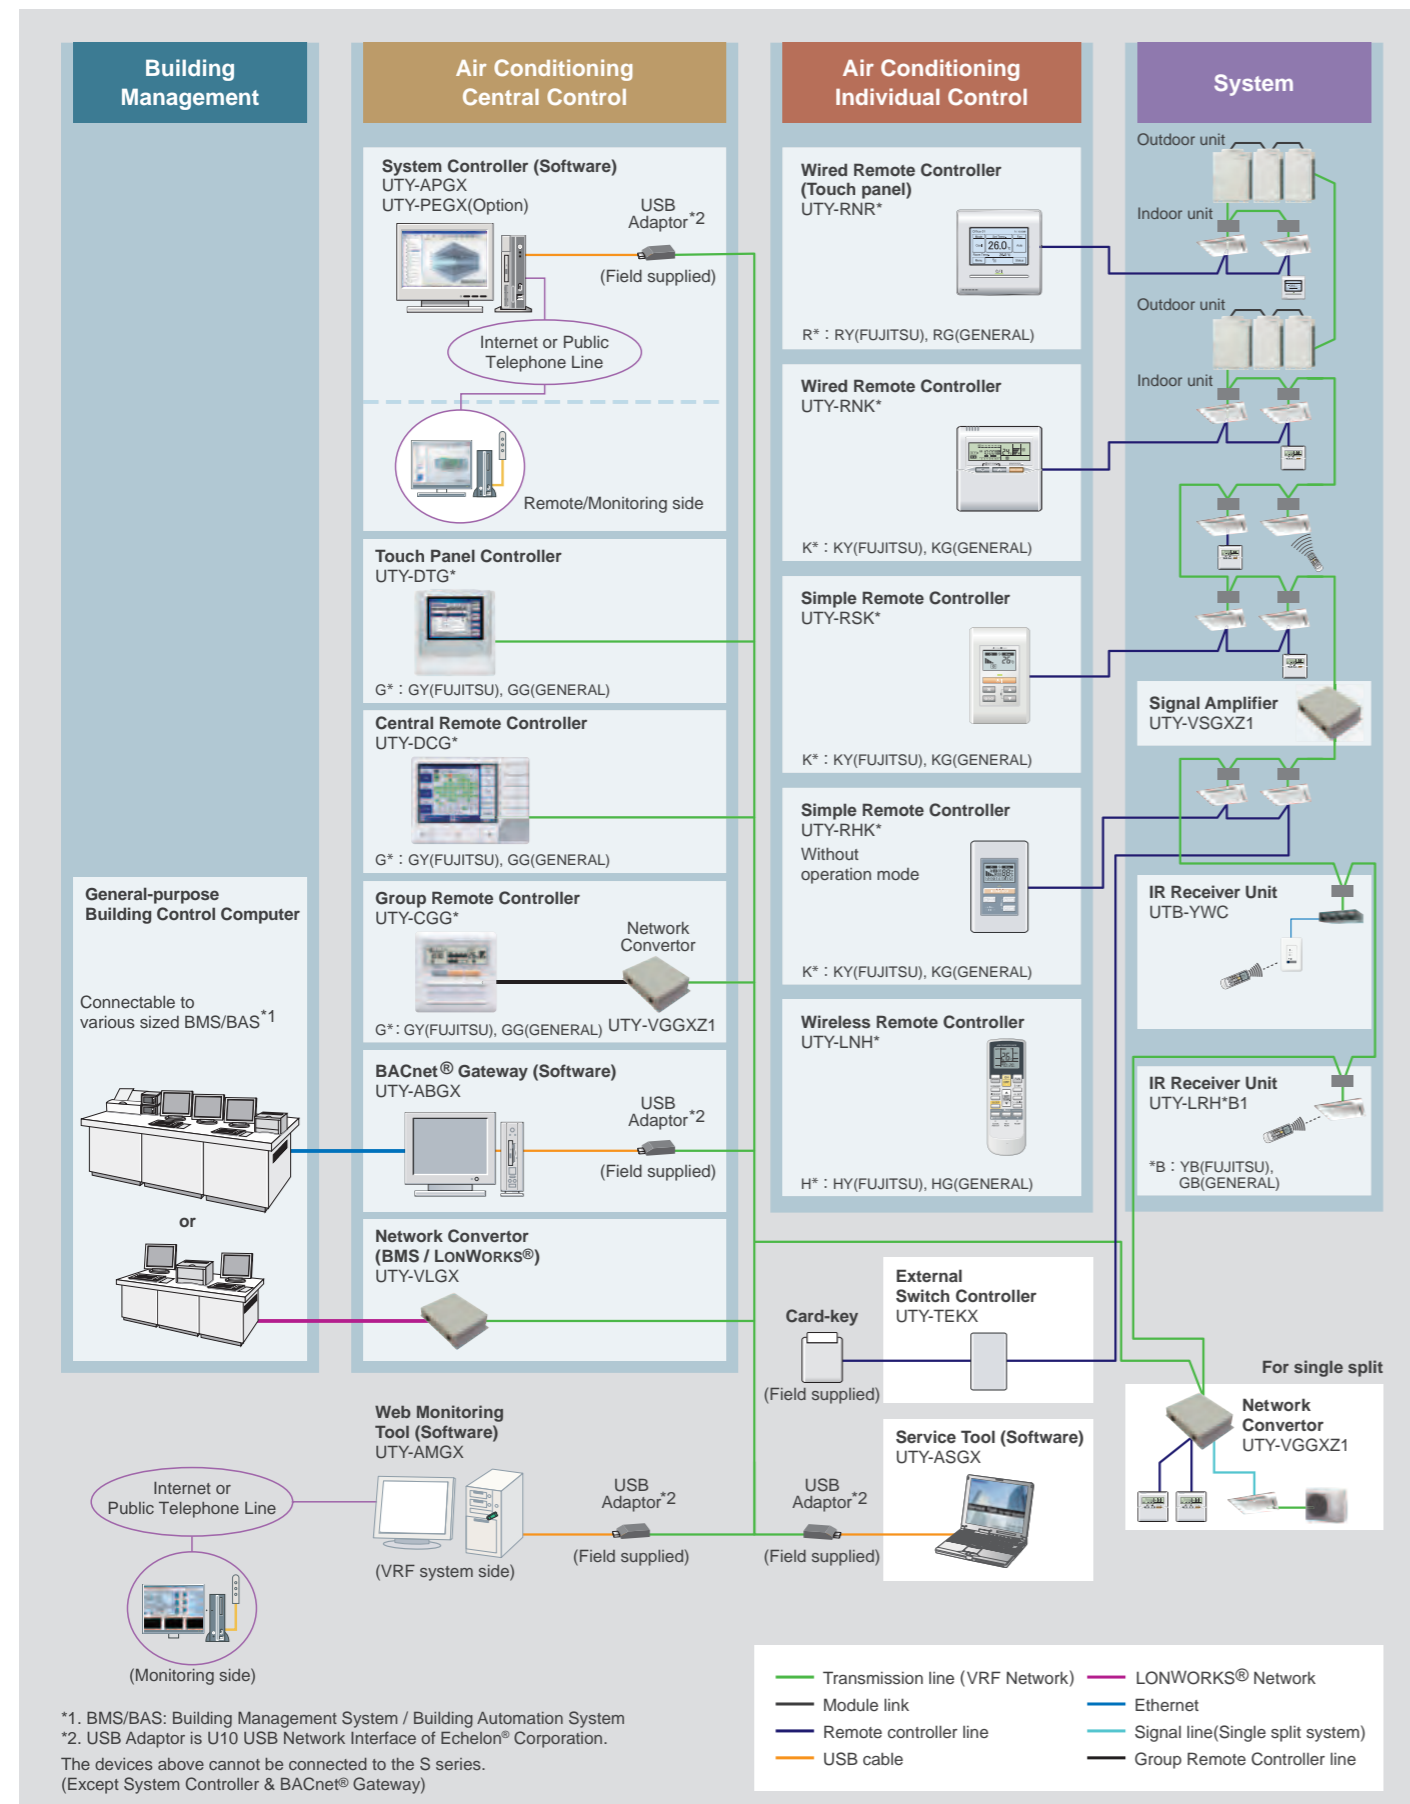 Building
Management
Air Conditioning
Central Control
Air Conditioning
Individual Control
System
System Controller (Software)
UTY-APGX
UTY-PEGX(Option)
USB
Adaptor*2
(Field supplied)
Internet or Public
Telephone Line
Remote/Monitoring side
Touch Panel Controller
UTY-DTG*
G* : GY(FUJITSU), GG(GENERAL)
Central Remote Controller
UTY-DCG*
G* : GY(FUJITSU), GG(GENERAL)
Group Remote Controller
UTY-CGG*
Network
Convertor
G* : GY(FUJITSU), GG(GENERAL)
UTY-VGGXZ1
BACnet® Gateway (Software)
UTY-ABGX
USB
Adaptor*2
(Field supplied)
Network Convertor
(BMS / LONWORKS®)
UTY-VLGX
General-purpose
Building Control Computer
Connectable to
various sized BMS/BAS*1
or
Wired Remote Controller
(Touch panel)
UTY-RNR*
26.0
R* : RY(FUJITSU), RG(GENERAL)
Wired Remote Controller
UTY-RNK*
K* : KY(FUJITSU), KG(GENERAL)
Simple Remote Controller
UTY-RSK*
K* : KY(FUJITSU), KG(GENERAL)
Simple Remote Controller
UTY-RHK*
Without
operation mode
K* : KY(FUJITSU), KG(GENERAL)
Wireless Remote Controller
UTY-LNH*
H* : HY(FUJITSU), HG(GENERAL)
Outdoor unit
Indoor unit
Outdoor unit
Indoor unit
Signal Amplifier
UTY-VSGXZ1
IR Receiver Unit
UTB-YWC
IR Receiver Unit
UTY-LRH*B1
*B : YB(FUJITSU),
GB(GENERAL)
External
Switch Controller
UTY-TEKX
Card-key
(Field supplied)
For single split
Network
Convertor
UTY-VGGXZ1
Web Monitoring
Tool (Software)
UTY-AMGX
Internet or
Public Telephone Line
(VRF system side)
USB
Adaptor*2
(Field supplied)
USB
Adaptor*2
(Field supplied)
Service Tool (Software)
UTY-ASGX
(Monitoring side)
Transmission line (VRF Network)
Module link
Remote controller line
USB cable
LONWORKS® Network
Ethernet
Signal line(Single split system)
Group Remote Controller line
*1. BMS/BAS: Building Management System / Building Automation System
*2. USB Adaptor is U10 USB Network Interface of Echelon® Corporation.
The devices above cannot be connected to the S series.
(Except System Controller & BACnet® Gateway)